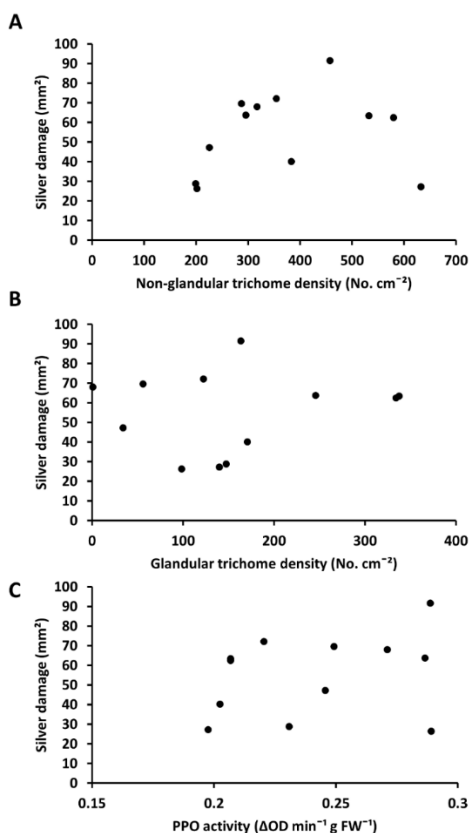 A
100
90
80
70
60
50
40
30
20
10
0
Silver damage (mm²)
0 100 200 300 400 500 600 700
Non-glandular trichome density (No. cm⁻²)
B
100
90
80
70
60
50
40
30
20
10
0
Silver damage (mm²)
0 100 200 300 400
Glandular trichome density (No. cm⁻²)
C
100
90
80
70
60
50
40
30
20
10
0
Silver damage (mm²)
0.15 0.2 0.25 0.3
PPO activity (ΔOD min⁻¹ g FW⁻¹)